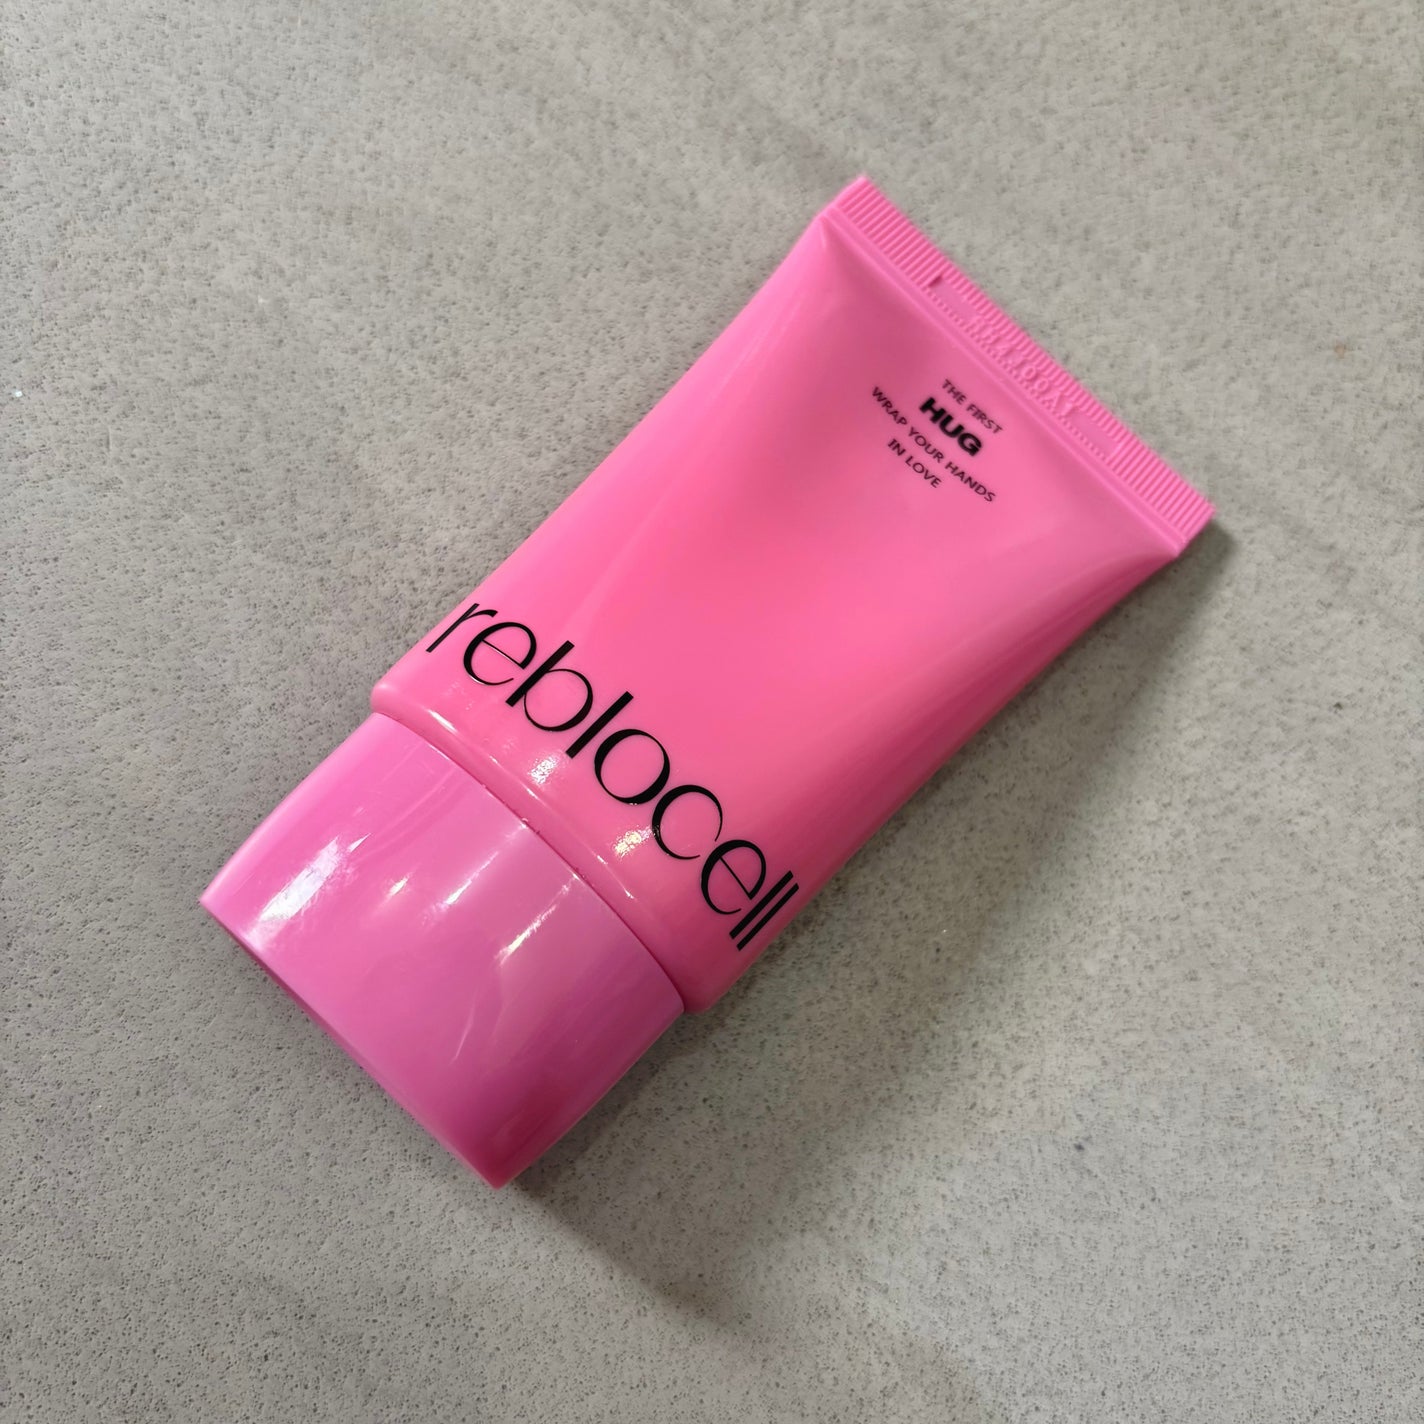 THE FIRST
HUG
WRAP YOUR HANDS
IN LOVE
reblocell